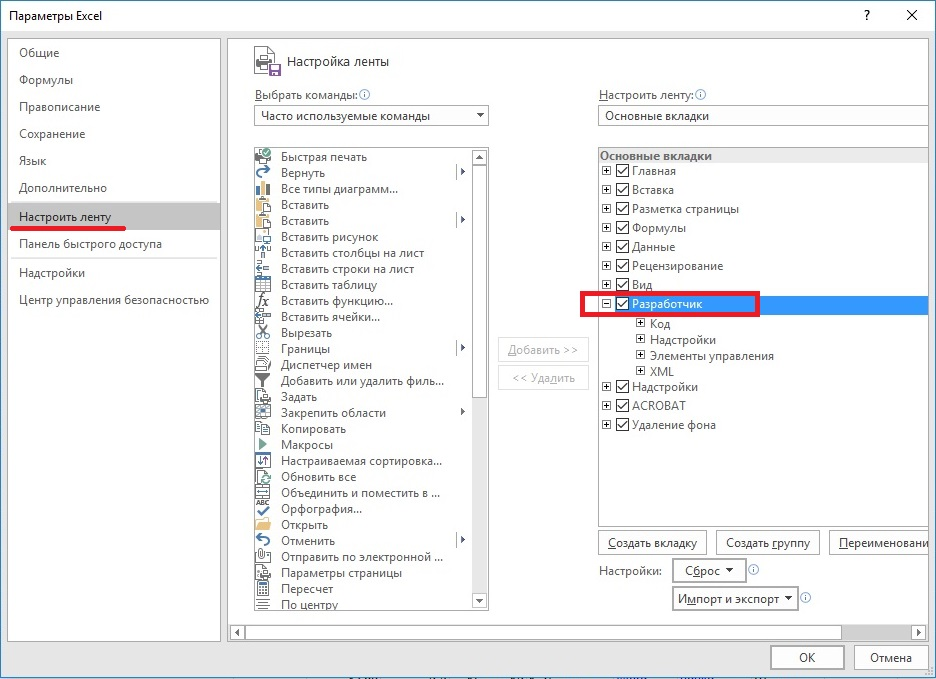 Параметры Excel
?
Общие
Формулы
Правописание
Сохранение
Язык
Дополнительно
Настроить ленту
Панель быстрого доступа
Надстройки
Центр управления безопасностью
Настройка ленты
Выбрать команды:
Часто используемые команды
Быстрая печать
Вернуть
Все типы диаграмм...
Вставить
Вставить
Вставить рисунок
Вставить столбцы на лист
Вставить строки на лист
Вставить таблицу
Вставить функцию...
Вставить ячейки...
Вырезать
Границы
Диспетчер имен
Добавить или удалить филь...
Задать
Закрепить области
Копировать
Макросы
Настраиваемая сортировка...
Обновить все
Объединить и поместить в ...
Орфография...
Открыть
Отменить
Отправить по электронной ...
Параметры страницы
Пересчет
По центру
Добавить >>
<< Удалить
Настроить ленту:
Основные вкладки
Основные вкладки
Главная
Вставка
Разметка страницы
Формулы
Данные
Рецензирование
Вид
Разработчик
Код
Надстройки
Элементы управления
XML
Надстройки
ACROBAT
Удаление фона
Создать вкладку
Создать группу
Переименовани
Настройки:
Сброс
Импорт и экспорт
OK
Отмена